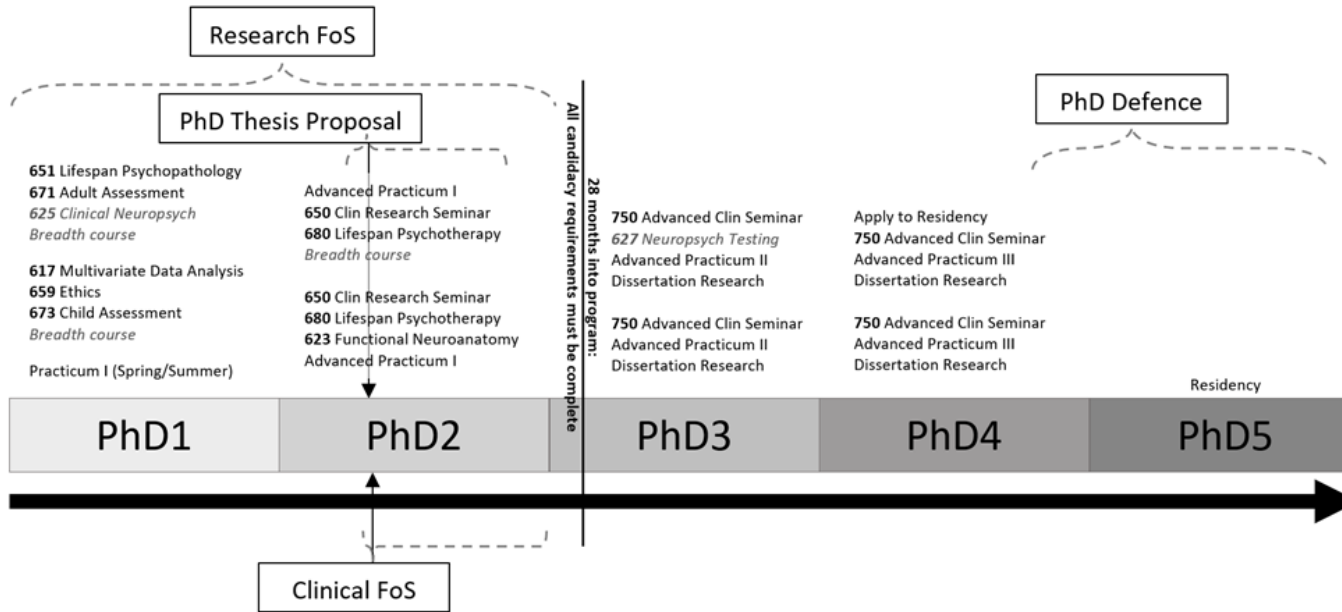 Research FoS
PhD Thesis Proposal
PhD Defence
651 Lifespan Psychopathology
671 Adult Assessment
625 Clinical Neuropsych
Breadth course
617 Multivariate Data Analysis
659 Ethics
673 Child Assessment
Breadth course
Practicum I (Spring/Summer)
Advanced Practicum I
650 Clin Research Seminar
680 Lifespan Psychotherapy
Breadth course
650 Clin Research Seminar
680 Lifespan Psychotherapy
623 Functional Neuroanatomy
Advanced Practicum I
28 months into program:
All candidacy requirements must be complete
750 Advanced Clin Seminar
627 Neuropsych Testing
Advanced Practicum II
Dissertation Research
750 Advanced Clin Seminar
Advanced Practicum II
Dissertation Research
Apply to Residency
750 Advanced Clin Seminar
Advanced Practicum III
Dissertation Research
750 Advanced Clin Seminar
Advanced Practicum III
Dissertation Research
Residency
PhD1
PhD2
PhD3
PhD4
PhD5
Clinical FoS